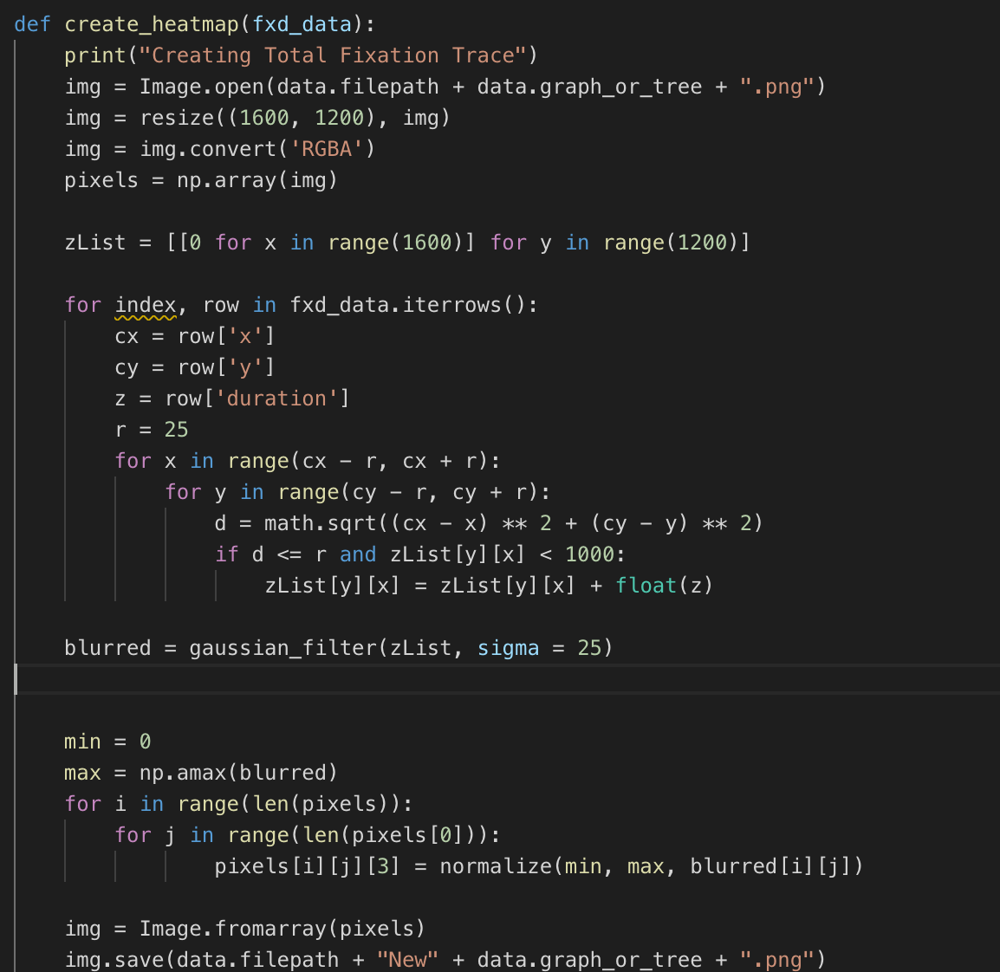 def create_heatmap(fxd_data):
    print("Creating Total Fixation Trace")
    img = Image.open(data.filepath + data.graph_or_tree + ".png")
    img = resize((1600, 1200), img)
    img = img.convert('RGBA')
    pixels = np.array(img)

    zList = [[0 for x in range(1600)] for y in range(1200)]

    for index, row in fxd_data.iterrows():
        cx = row['x']
        cy = row['y']
        z = row['duration']
        r = 25
        for x in range(cx - r, cx + r):
            for y in range(cy - r, cy + r):
                d = math.sqrt((cx - x) ** 2 + (cy - y) ** 2)
                if d <= r and zList[y][x] < 1000:
                    zList[y][x] = zList[y][x] + float(z)

    blurred = gaussian_filter(zList, sigma = 25)

    min = 0
    max = np.amax(blurred)
    for i in range(len(pixels)):
        for j in range(len(pixels[0])):
                pixels[i][j][3] = normalize(min, max, blurred[i][j])

    img = Image.fromarray(pixels)
    img.save(data.filepath + "New" + data.graph_or_tree + ".png")